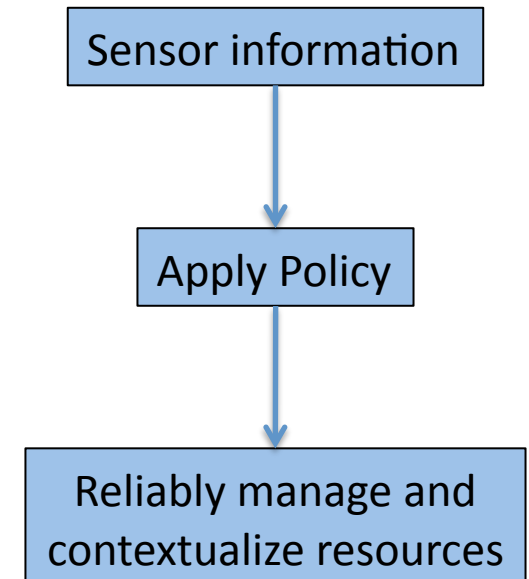 Sensor information
Apply Policy
Reliably manage and
contextualize resources